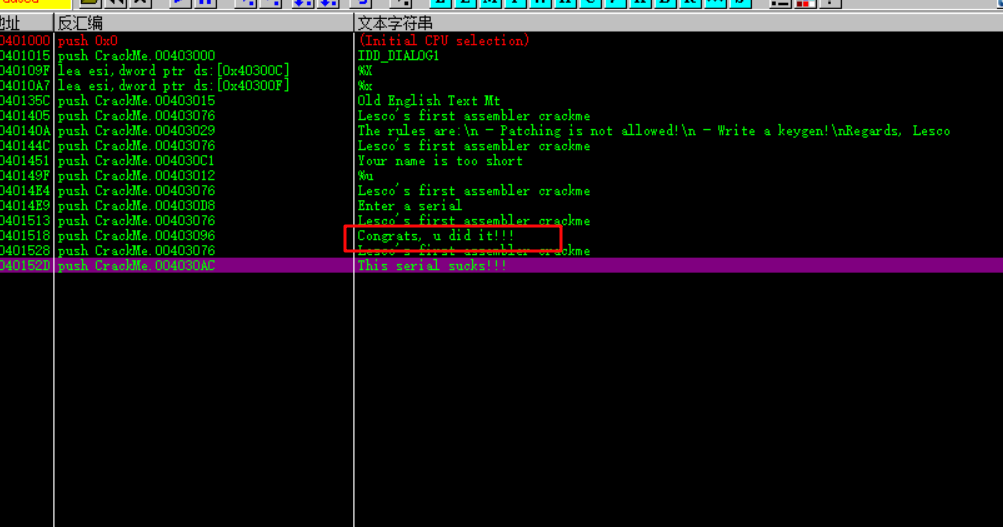 反汇编 文本字符串
0401000 push 0x0 (Initial CPU selection)
0401015 push CrackMe.00403000 IDD_DIALOG1
040109F lea esi,dword ptr ds:[0x40300C] %X
04010A7 lea esi,dword ptr ds:[0x40300F] %x
040135C push CrackMe.00403015 Old English Text Mt
0401405 push CrackMe.00403076 Lesco's first assembler crackme
040140A push CrackMe.00403029 The rules are:\n - Patching is not allowed!\n - Write a keygen!\nRegards, Lesco
040144C push CrackMe.00403076 Lesco's first assembler crackme
0401451 push CrackMe.004030C1 Your name is too short
040149F push CrackMe.00403012 %u
04014E4 push CrackMe.00403076 Lesco's first assembler crackme
04014E9 push CrackMe.004030D8 Enter a serial
0401513 push CrackMe.00403076 Lesco's first assembler crackme
0401518 push CrackMe.00403096 Congrats, u did it!!!
0401528 push CrackMe.00403076 Lesco's first assembler crackme
040152D push CrackMe.004030AC This serial sucks!!!